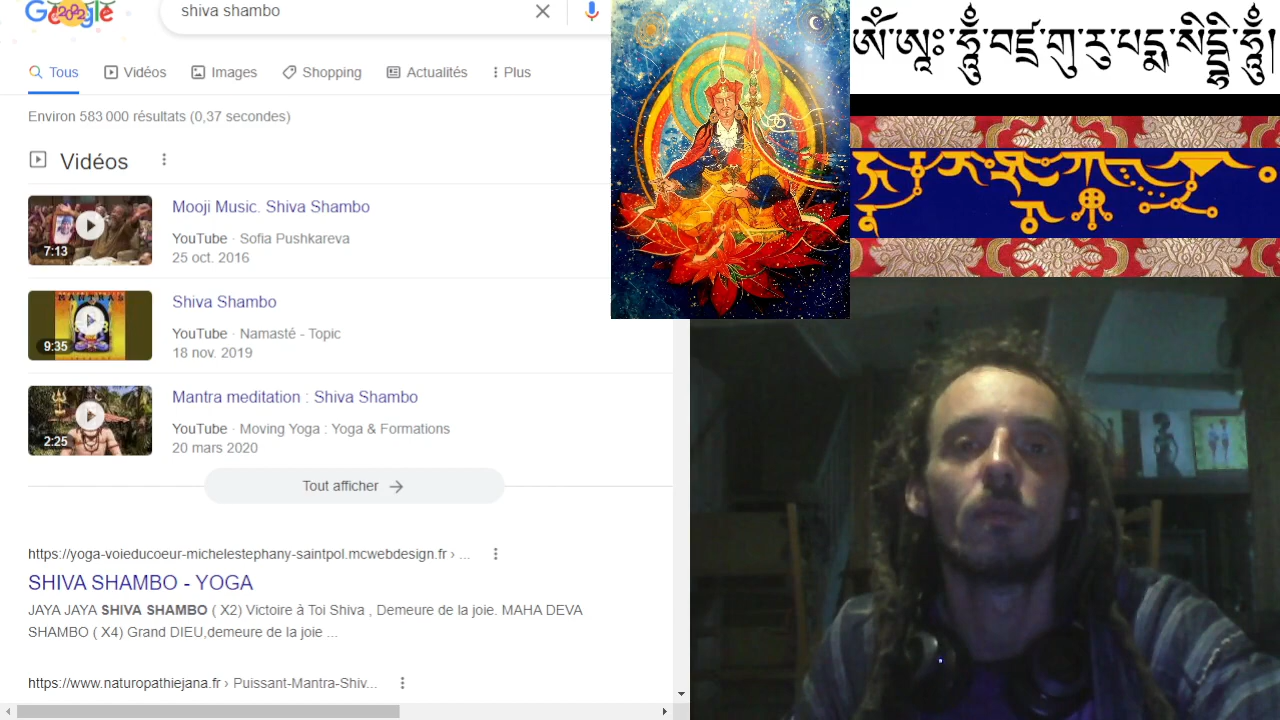 Google
shiva shambo
Tous
Vidéos
Images
Shopping
Actualités
Plus
Environ 583 000 résultats (0,37 secondes)
Vidéos
7:13
Mooji Music. Shiva Shambo
YouTube · Sofia Pushkareva
25 oct. 2016
MANTRAS
9:35
Shiva Shambo
YouTube · Namasté - Topic
18 nov. 2019
2:25
Mantra meditation : Shiva Shambo
YouTube · Moving Yoga : Yoga & Formations
20 mars 2020
Tout afficher
https://yoga-voieducoeur-michelestephany-saintpol.mcwebdesign.fr › ...
SHIVA SHAMBO - YOGA
JAYA JAYA SHIVA SHAMBO ( X2) Victoire à Toi Shiva , Demeure de la joie. MAHA DEVA
SHAMBO ( X4) Grand DIEU,demeure de la joie ...
https://www.naturopathiejana.fr › Puissant-Mantra-Shiv...
ཨོཾ་ཨཱཿ་ཧཱུྃ་བཛྲ་གུ་རུ་པདྨ་སིདྡྷི་ཧཱུྃ།